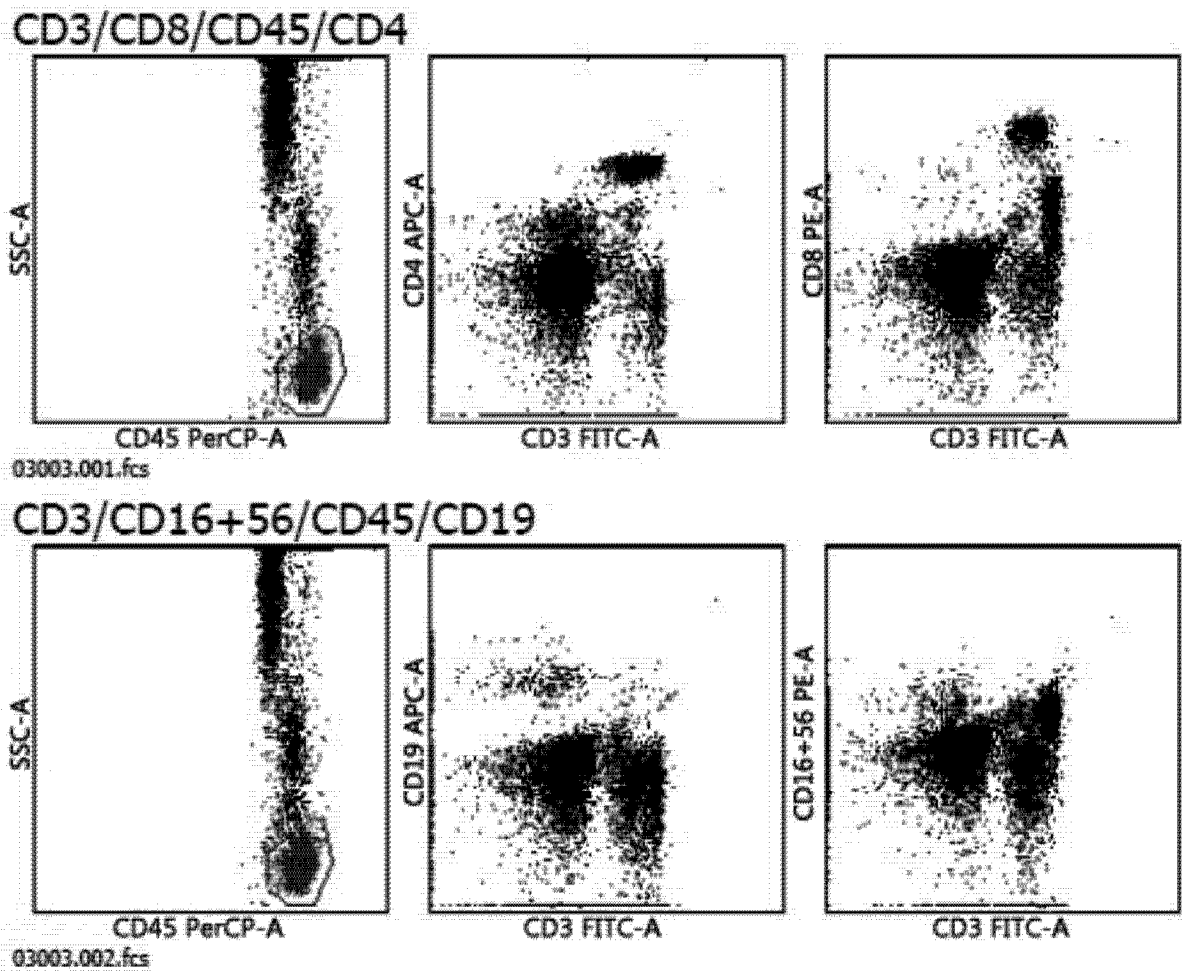 CD3/CD8/CD45/CD4
SSC-A
CD45 PerCP-A
CD4 APC-A
CD3 FITC-A
CD8 PE-A
CD3 FITC-A
03003.001.fcs
CD3/CD16+56/CD45/CD19
SSC-A
CD45 PerCP-A
CD19 APC-A
CD3 FITC-A
CD16+56 PE-A
CD3 FITC-A
03003.002.fcs